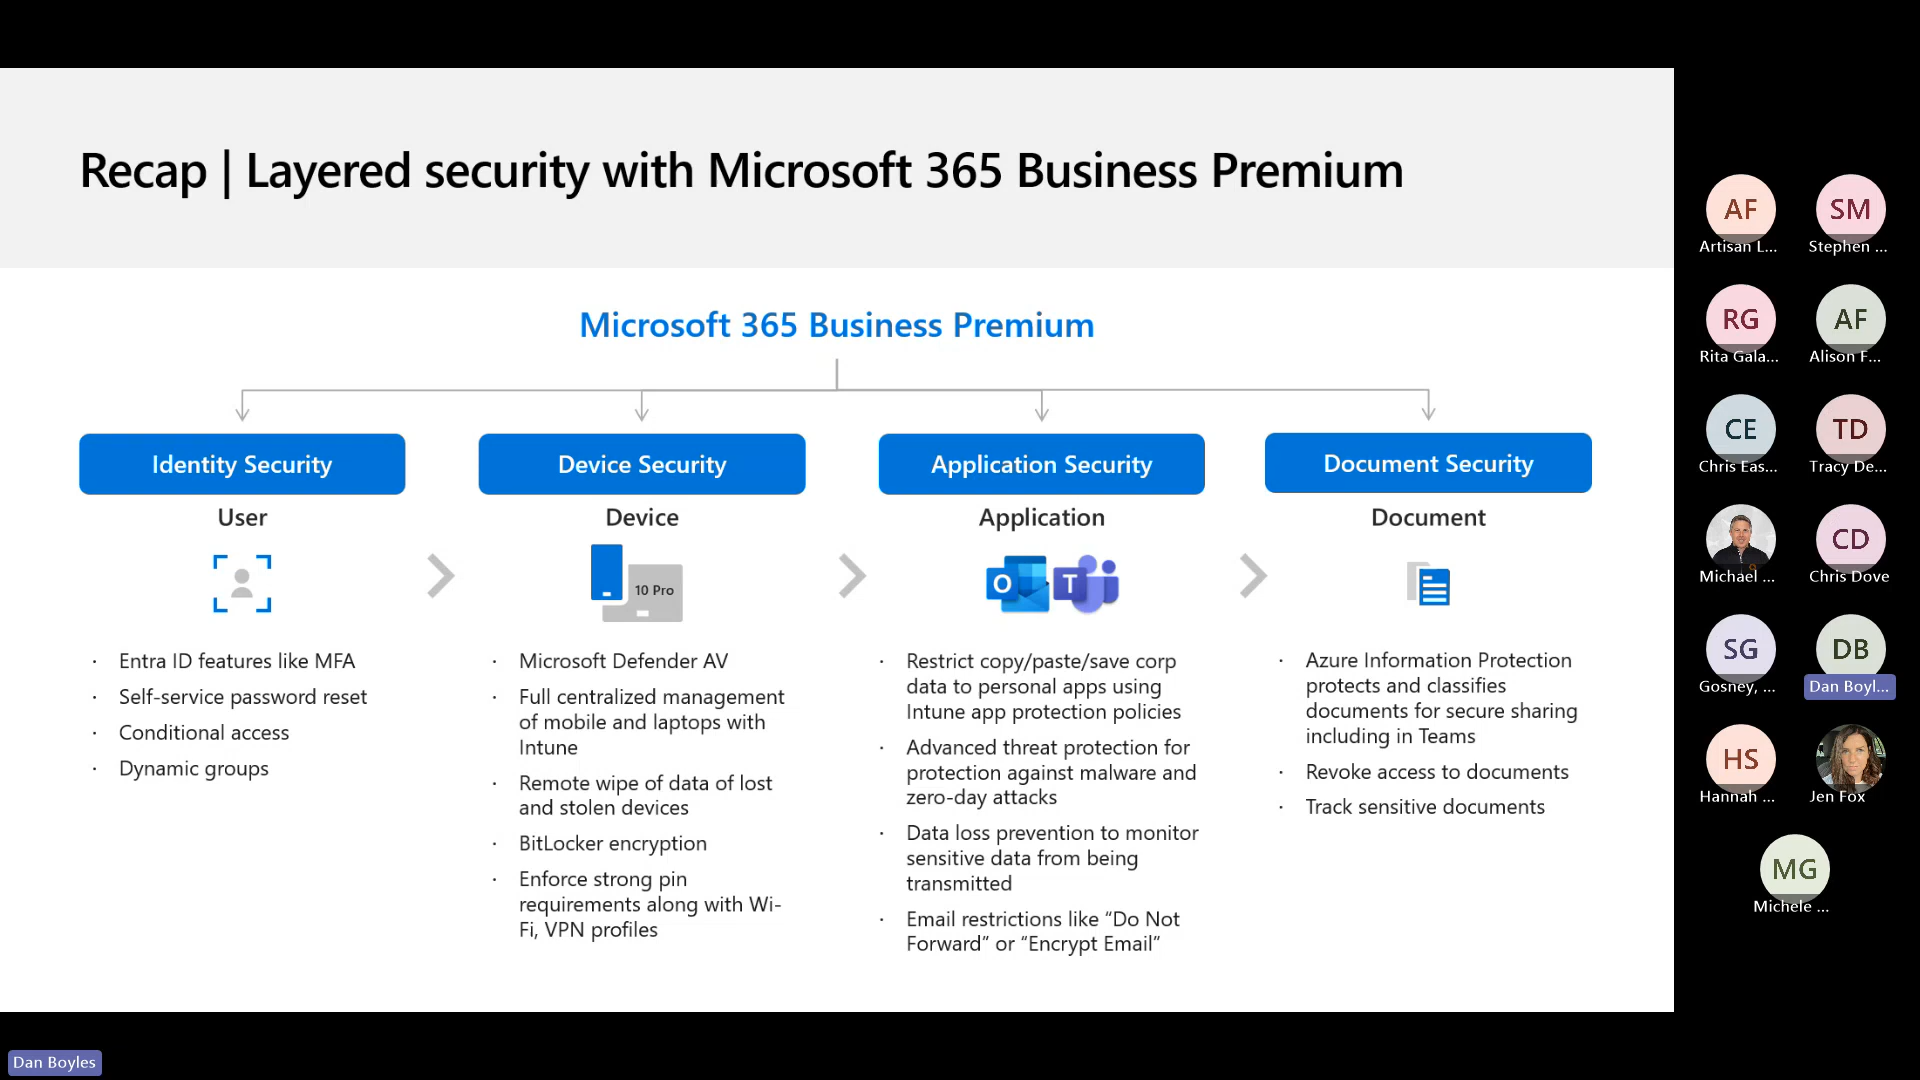 Recap | Layered security with Microsoft 365 Business Premium
Microsoft 365 Business Premium
Identity Security
User
· Entra ID features like MFA
· Self-service password reset
· Conditional access
· Dynamic groups
Device Security
Device
10 Pro
· Microsoft Defender AV
· Full centralized management
of mobile and laptops with
Intune
· Remote wipe of data of lost
and stolen devices
· BitLocker encryption
· Enforce strong pin
requirements along with Wi-
Fi, VPN profiles
Application Security
Application
O
T
· Restrict copy/paste/save corp
data to personal apps using
Intune app protection policies
· Advanced threat protection for
protection against malware and
zero-day attacks
· Data loss prevention to monitor
sensitive data from being
transmitted
· Email restrictions like “Do Not
Forward” or “Encrypt Email”
Document Security
Document
· Azure Information Protection
protects and classifies
documents for secure sharing
including in Teams
· Revoke access to documents
· Track sensitive documents
AF
Artisan L...
SM
Stephen ...
RG
Rita Gala...
AF
Alison F...
CE
Chris Eas...
TD
Tracy De...
Michael ...
CD
Chris Dove
SG
Gosney, ...
DB
Dan Boyl...
HS
Hannah ...
Jen Fox
MG
Michele ...
Dan Boyles